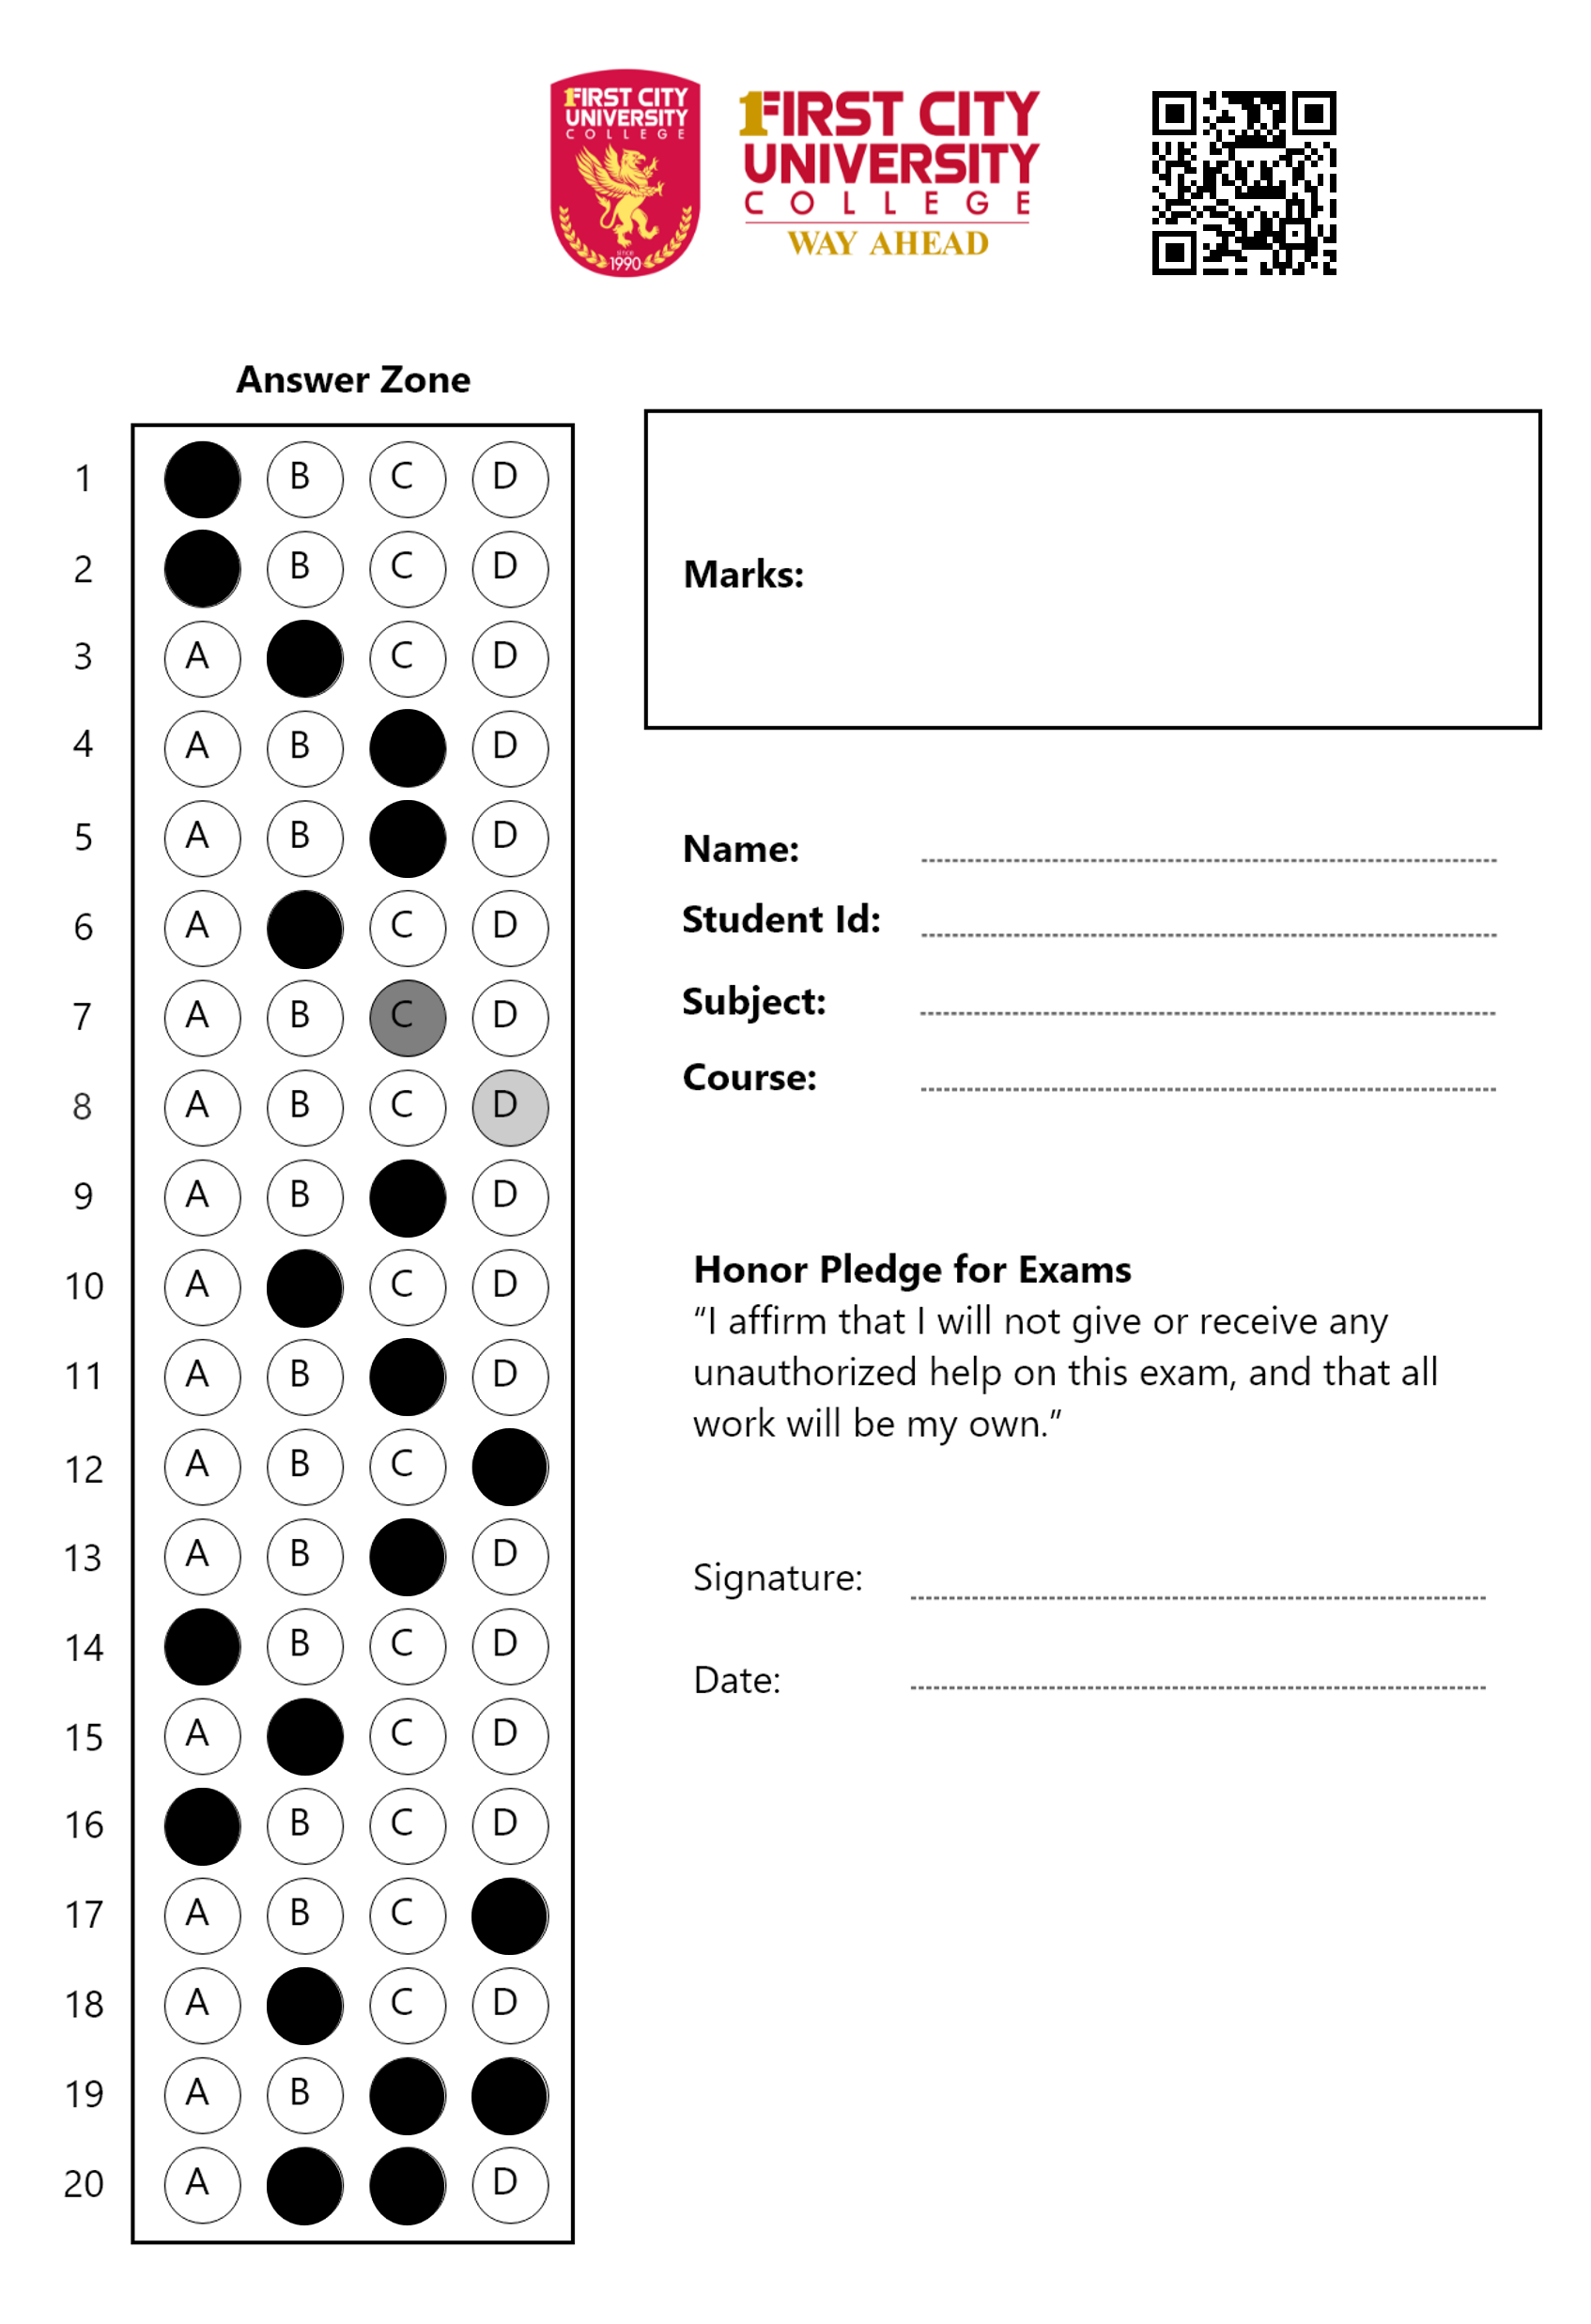 1FIRST CITY
UNIVERSITY
COLLEGE
since
1990
1FIRST CITY
UNIVERSITY
COLLEGE
WAY AHEAD
Answer Zone
1 B C D
2 B C D
3 A C D
4 A B D
5 A B D
6 A C D
7 A B C D
8 A B C D
9 A B D
10 A C D
11 A B D
12 A B C
13 A B D
14 B C D
15 A C D
16 B C D
17 A B C
18 A C D
19 A B
20 A D
Marks:
Name:
Student Id:
Subject:
Course:
Honor Pledge for Exams
“I affirm that I will not give or receive any
unauthorized help on this exam, and that all
work will be my own.”
Signature:
Date: